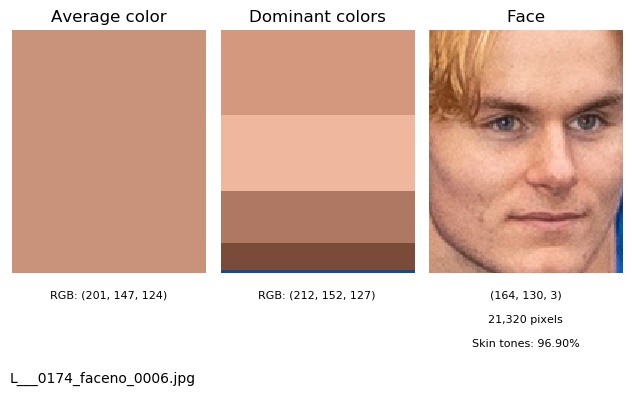 Average color
Dominant colors
Face
RGB: (201, 147, 124)
RGB: (212, 152, 127)
(164, 130, 3)
21,320 pixels
Skin tones: 96.90%
L___0174_faceno_0006.jpg